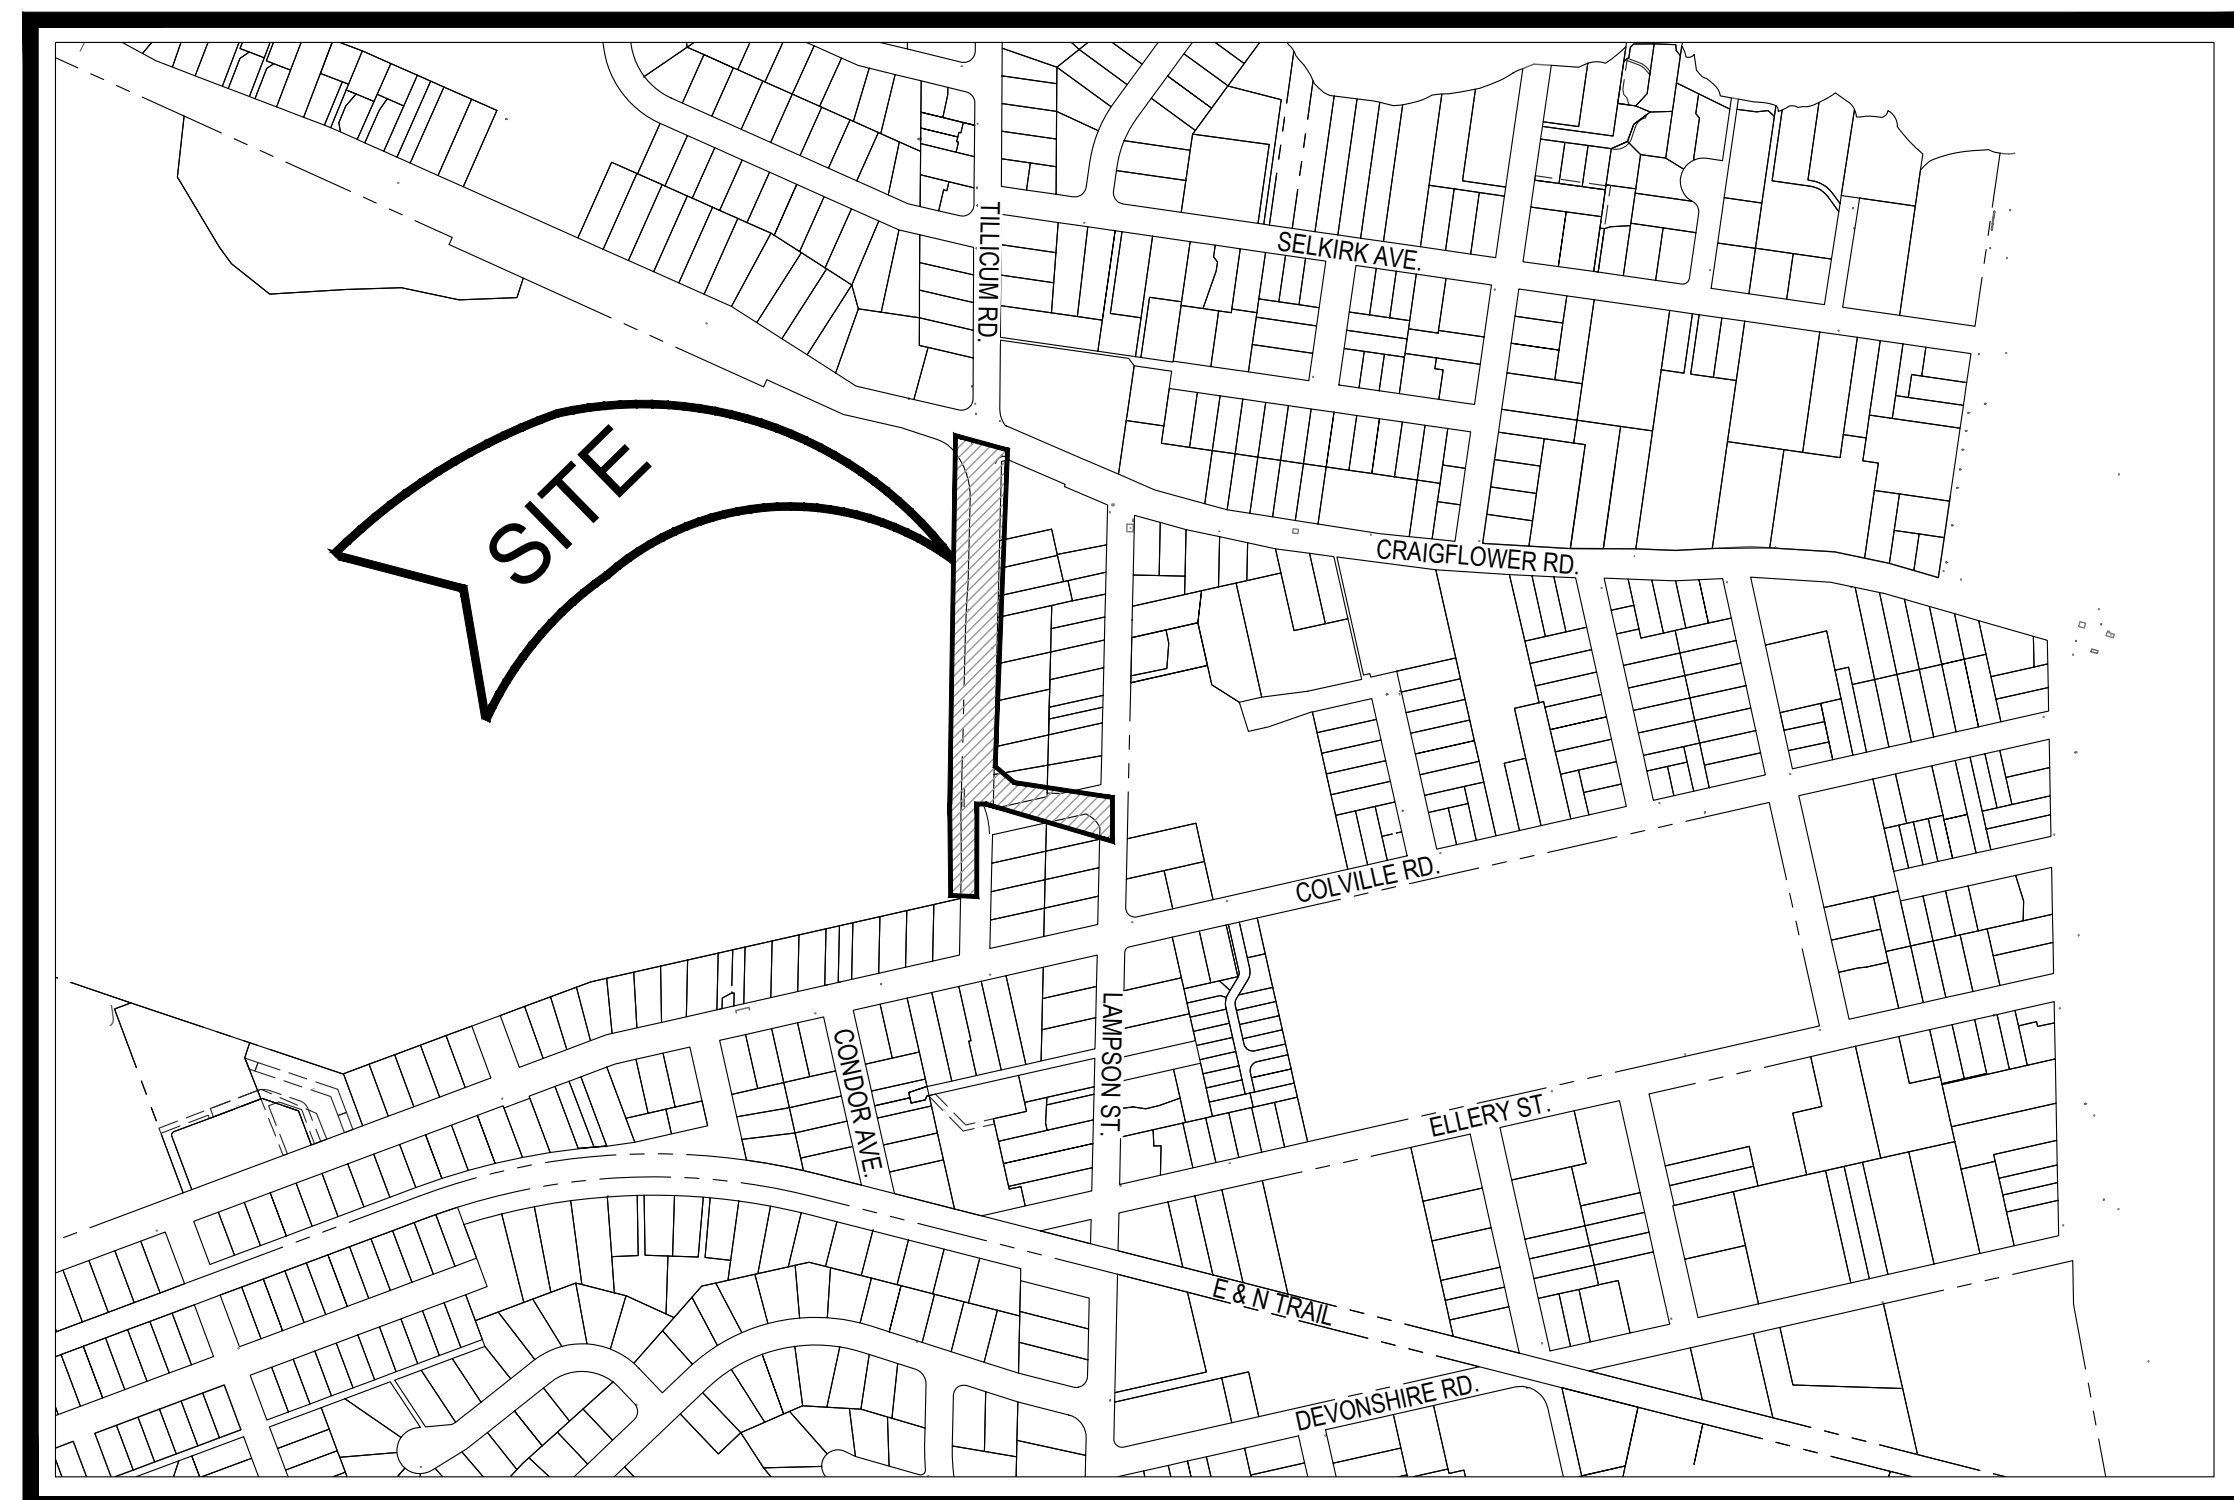 TILLICUM RD.
SELKIRK AVE.
SITE
CRAIGFLOWER RD.
COLVILLE RD.
CONDOR AVE.
LAMPSON ST.
ELLERY ST.
E & N TRAIL
DEVONSHIRE RD.